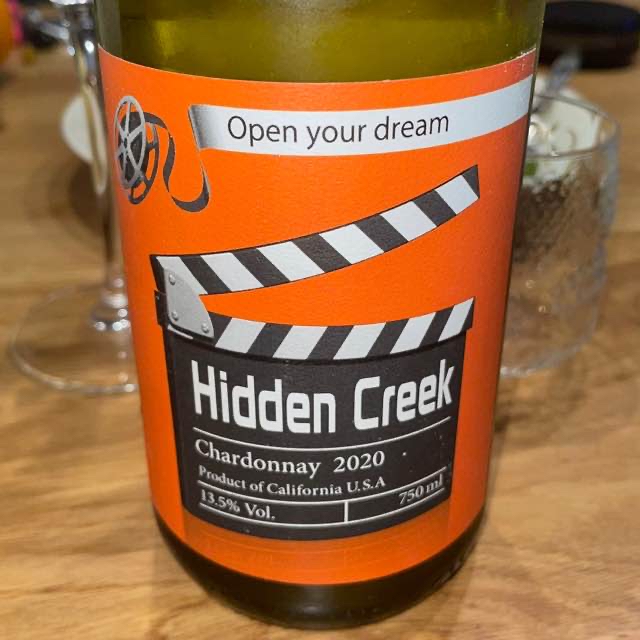 Open your dream
Hidden Creek
Chardonnay 2020
Product of California U.S.A
13.5% Vol. 750 ml